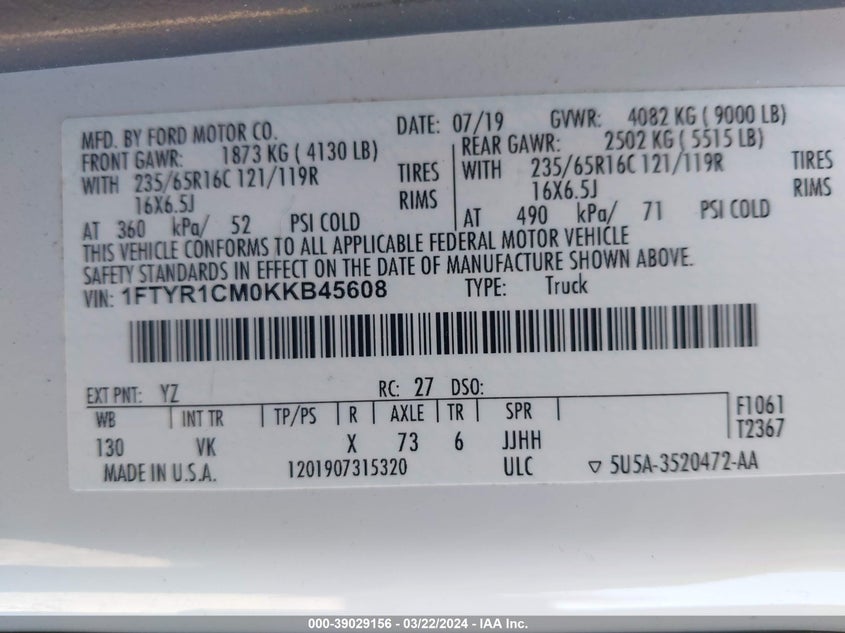 MFD. BY FORD MOTOR CO. DATE: 07/19 GVWR: 4082 KG ( 9000 LB)
FRONT GAWR: 1873 KG ( 4130 LB) REAR GAWR: 2502 KG ( 5515 LB)
WITH 235/65R16C 121/119R TIRES WITH 235/65R16C 121/119R TIRES
16X6.5J RIMS 16X6.5J RIMS
AT 360 kPa/ 52 PSI COLD AT 490 kPa/ 71 PSI COLD
THIS VEHICLE CONFORMS TO ALL APPLICABLE FEDERAL MOTOR VEHICLE
SAFETY STANDARDS IN EFFECT ON THE DATE OF MANUFACTURE SHOWN ABOVE.
VIN: 1FTYR1CM0KKB45608 TYPE: Truck
EXT PNT: YZ RC: 27 DSO:
WB INT TR TP/PS R AXLE TR SPR F1061
130 VK X 73 6 JJHH T2367
MADE IN U.S.A. 1201907315320 ULC ▽ 5U5A-3520472-AA
000-39029156 - 03/22/2024 - IAA Inc.